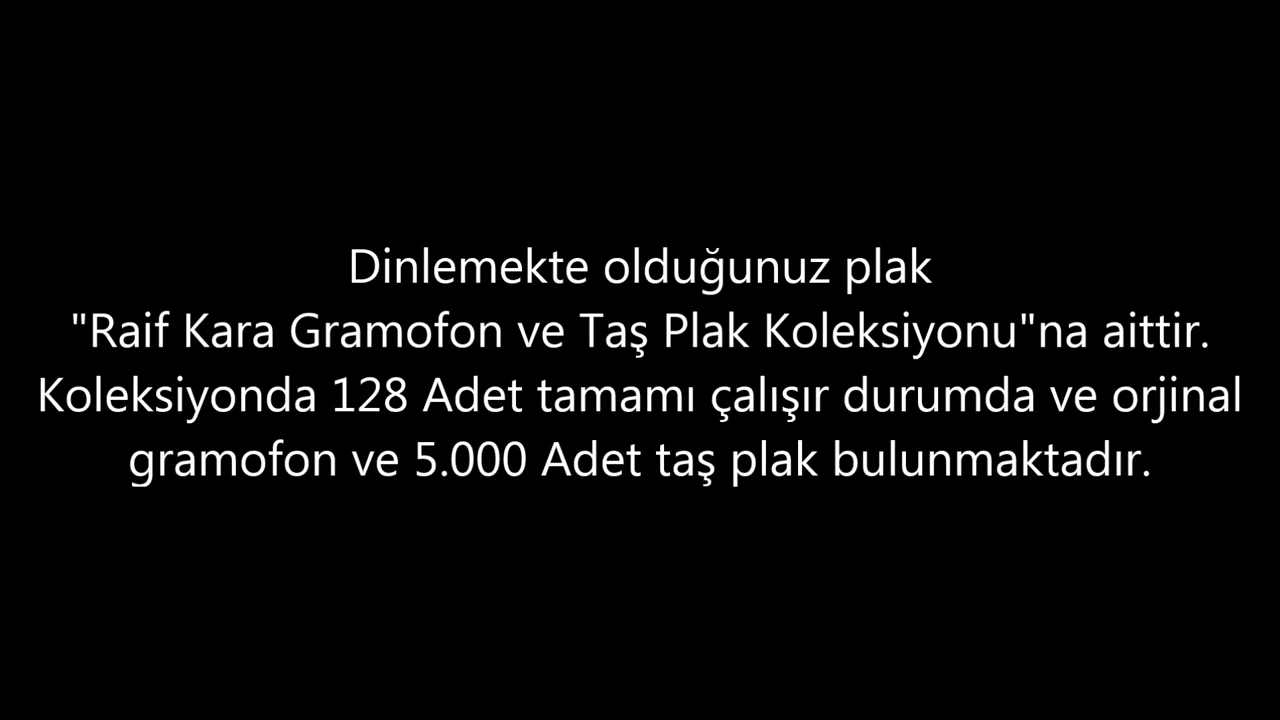 Dinlemekte olduğunuz plak
"Raif Kara Gramofon ve Taş Plak Koleksiyonu"na aittir.
Koleksiyonda 128 Adet tamamı çalışır durumda ve orjinal
gramofon ve 5.000 Adet taş plak bulunmaktadır.